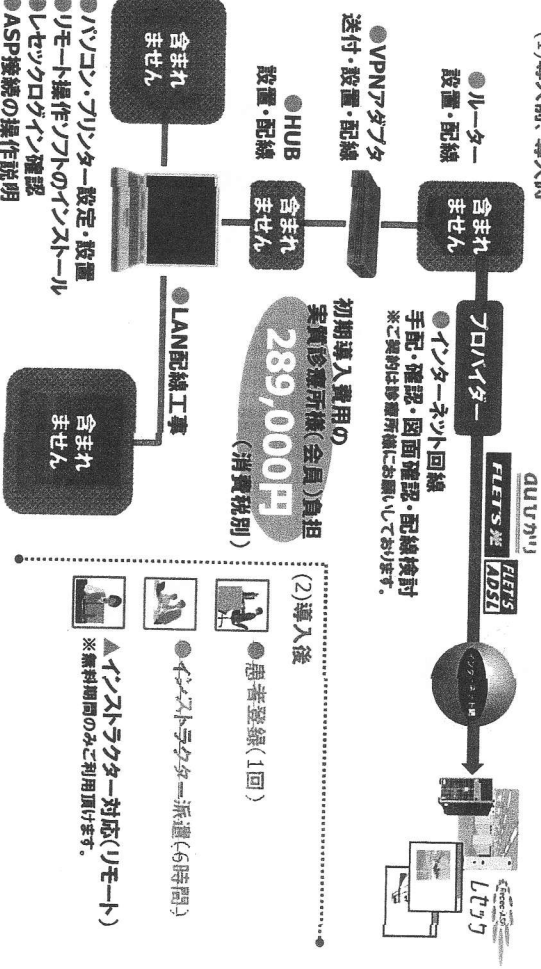 ●ルーター
設置・配線
●VPNアダプタ
送付・設置・配線
●HUB
設置・配線
含まれ
ません
含まれ
ません
含まれ
ません
●パソコン・プリンター設定・設置
●リモート操作ソフトのインストール
●レセックログイン確認
●ASP接続の操作説明
●LAN配線工事
含まれ
ません
プロバイダー
●インターネット回線
手配・確認・図面確認・配線検討
※ご契約は診療所様にお願いしております。
auひかり
FLET'S光
FLET'S
ADSL
インターネット網
レセック
初期導入費用の
実質診療所様(会員)負担
289,000円
(消費税別)
(2)導入後
●患者登録(1回)
●インストラクター派遣(6時間)
▲インストラクター対応(リモート)
※無料期間のみご利用頂けます。